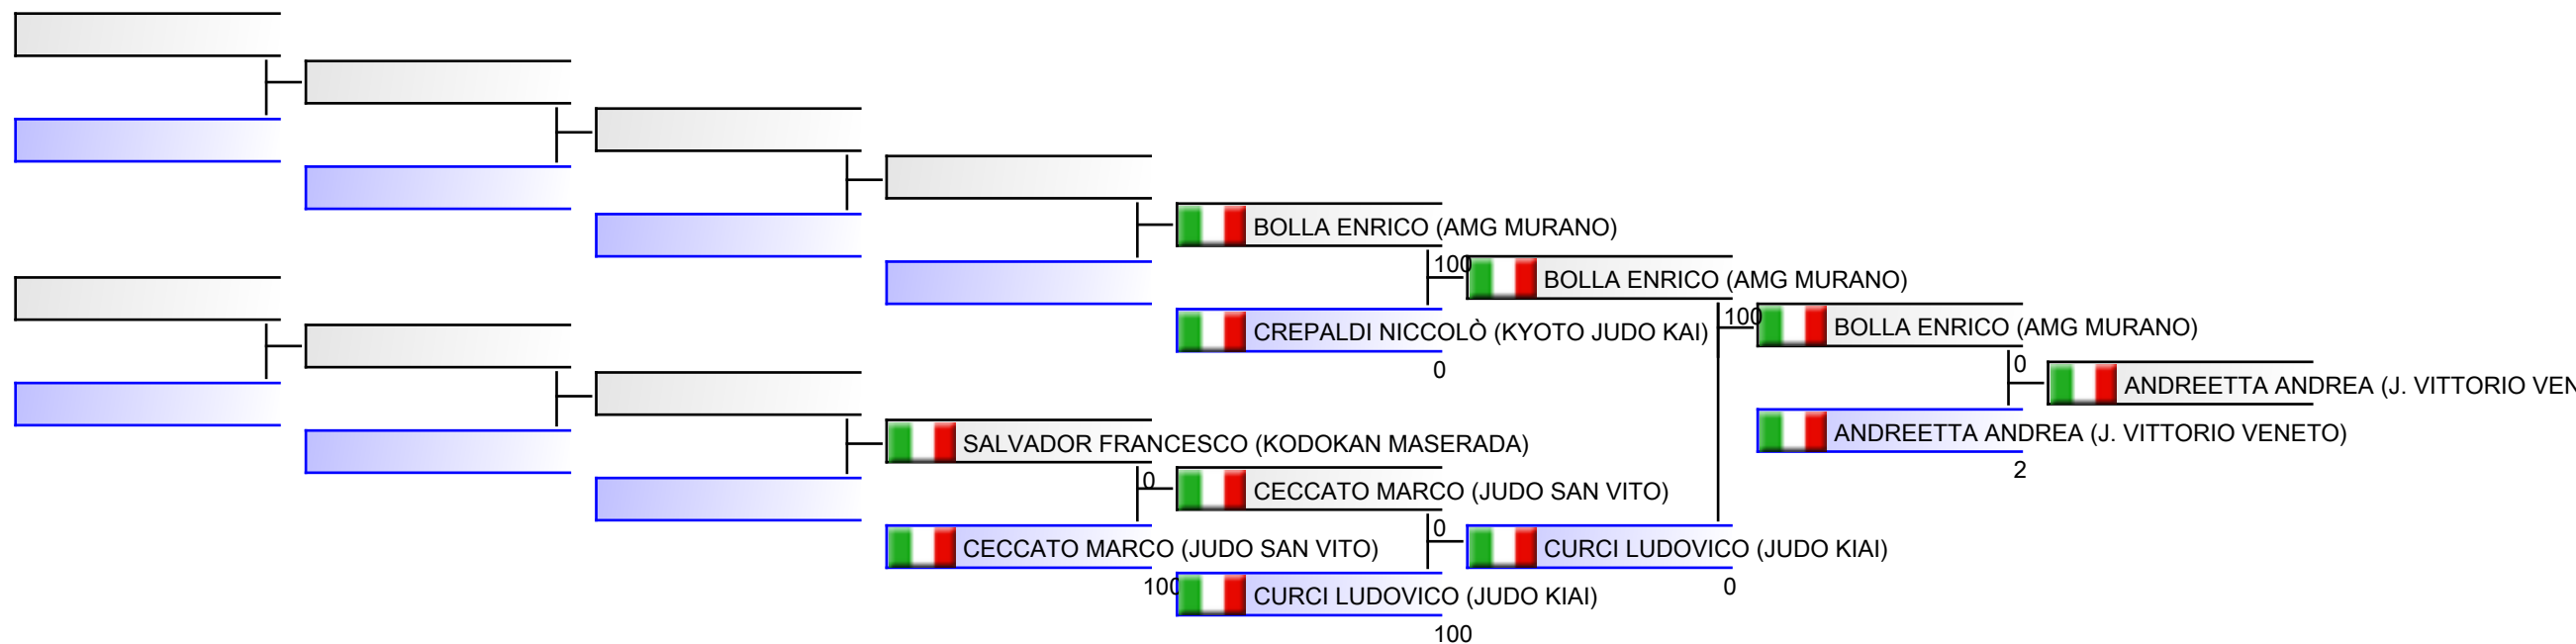 BOLLA ENRICO (AMG MURANO)
100
BOLLA ENRICO (AMG MURANO)
100
BOLLA ENRICO (AMG MURANO)
CREPALDI NICCOLÒ (KYOTO JUDO KAI)
0
0
ANDREETTA ANDREA (J. VITTORIO VEN
ANDREETTA ANDREA (J. VITTORIO VENETO)
2
SALVADOR FRANCESCO (KODOKAN MASERADA)
0
CECCATO MARCO (JUDO SAN VITO)
0
CECCATO MARCO (JUDO SAN VITO)
100
CURCI LUDOVICO (JUDO KIAI)
0
CURCI LUDOVICO (JUDO KIAI)
100